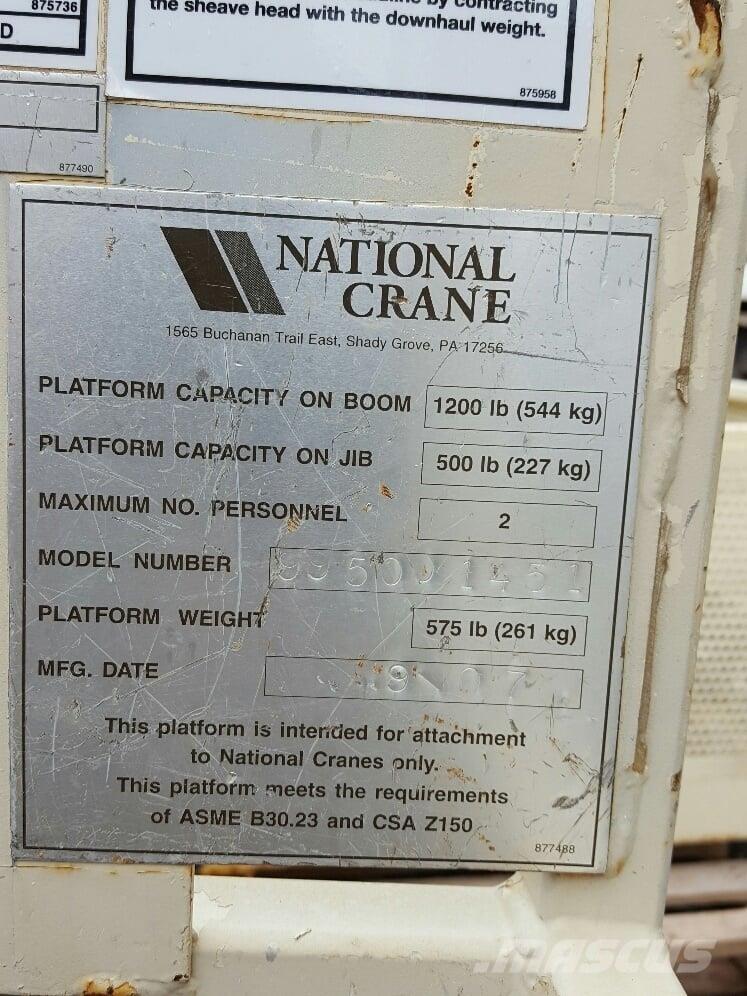 875736
D
by contracting
the sheave head with the downhaul weight.
875958
877490
NATIONAL
CRANE
1565 Buchanan Trail East, Shady Grove, PA 17256
PLATFORM CAPACITY ON BOOM 1200 lb (544 kg)
PLATFORM CAPACITY ON JIB 500 lb (227 kg)
MAXIMUM NO. PERSONNEL 2
MODEL NUMBER 995001451
PLATFORM WEIGHT 575 lb (261 kg)
MFG. DATE
This platform is intended for attachment
to National Cranes only.
This platform meets the requirements
of ASME B30.23 and CSA Z150
877488
MASCUS